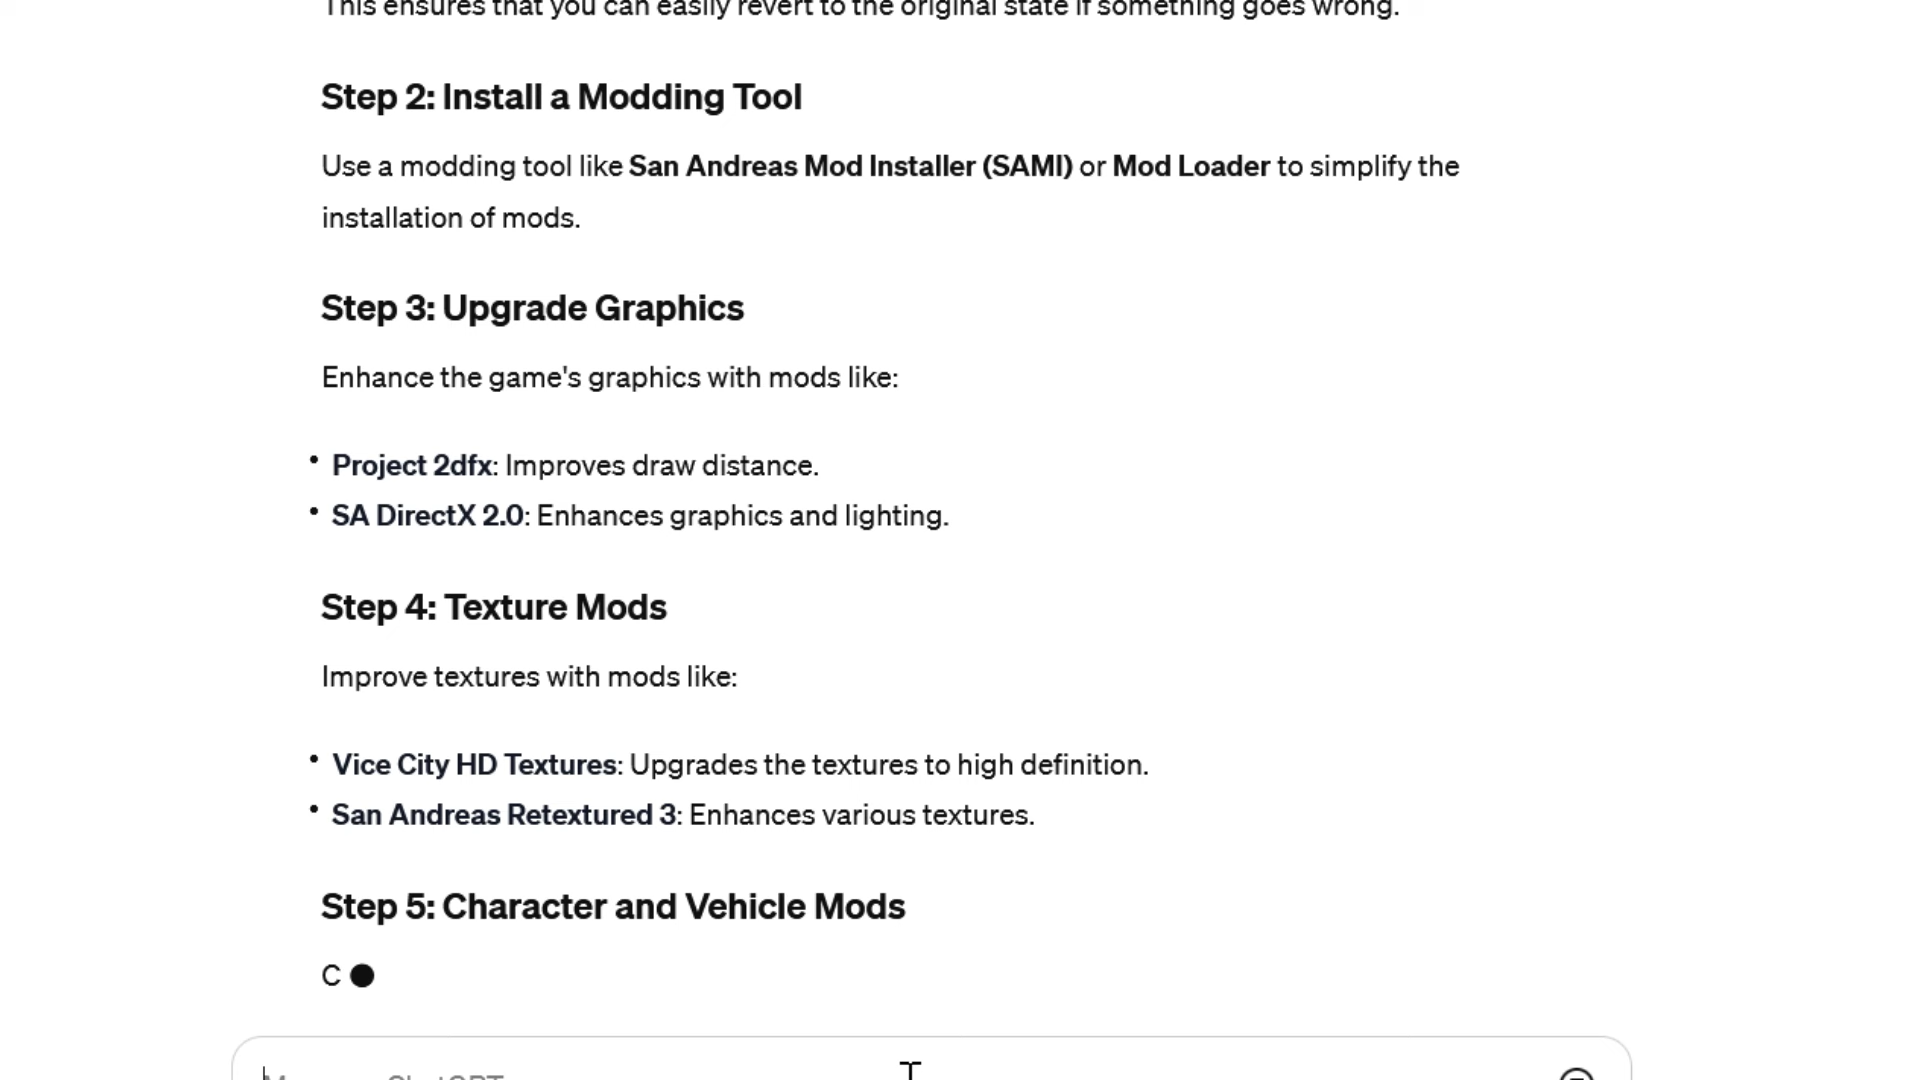 This ensures that you can easily revert to the original state if something goes wrong.
Step 2: Install a Modding Tool
Use a modding tool like San Andreas Mod Installer (SAMI) or Mod Loader to simplify the
installation of mods.
Step 3: Upgrade Graphics
Enhance the game's graphics with mods like:
• Project 2dfx: Improves draw distance.
• SA DirectX 2.0: Enhances graphics and lighting.
Step 4: Texture Mods
Improve textures with mods like:
• Vice City HD Textures: Upgrades the textures to high definition.
• San Andreas Retextured 3: Enhances various textures.
Step 5: Character and Vehicle Mods
C
ChatGPT